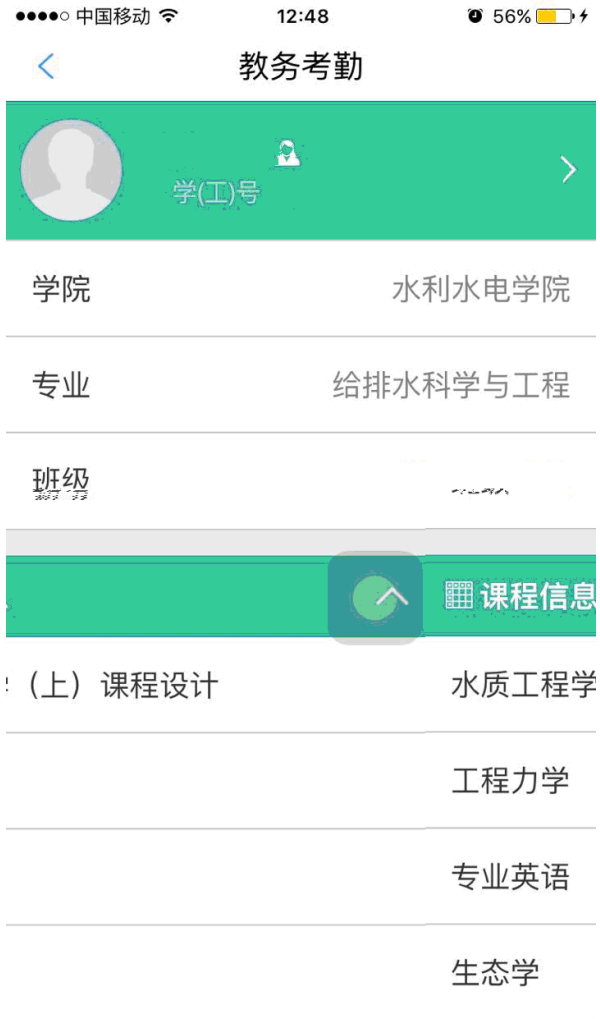 中国移动 12:48 56%
教务考勤
学(工)号
学院 水利水电学院
专业 给排水科学与工程
班级
课程信息
（上）课程设计 水质工程学
工程力学
专业英语
生态学